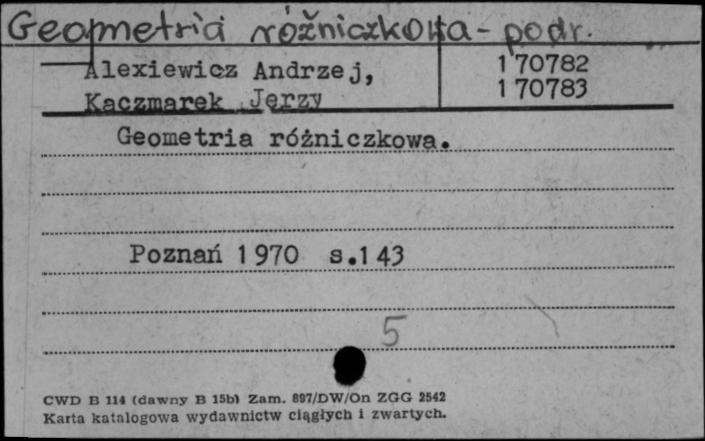 Geometria różniczkowa - podr.
Alexiewicz Andrzej, 170782
Kaczmarek Jerzy 170783
Geometria różniczkowa.
Poznań 1970 s.143
5
CWD B 114 (dawny B 15b) Zam. 897/DW/On ZGG 2542
Karta katalogowa wydawnictw ciągłych i zwartych.